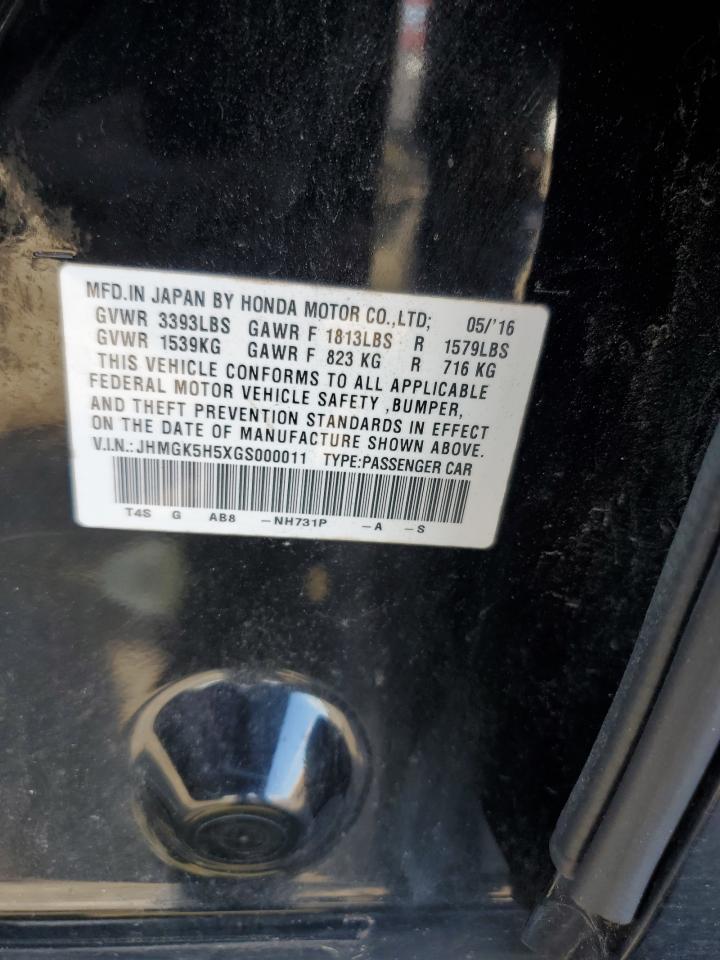 MFD.IN JAPAN BY HONDA MOTOR CO.,LTD; 05/'16
GVWR 3393LBS GAWR F 1813LBS R 1579LBS
GVWR 1539KG GAWR F 823 KG R 716 KG
THIS VEHICLE CONFORMS TO ALL APPLICABLE
FEDERAL MOTOR VEHICLE SAFETY ,BUMPER,
AND THEFT PREVENTION STANDARDS IN EFFECT
ON THE DATE OF MANUFACTURE SHOWN ABOVE.
V.I.N.: JHMGK5H5XGS000011 TYPE:PASSENGER CAR
T4S G AB8 -NH731P -A -S